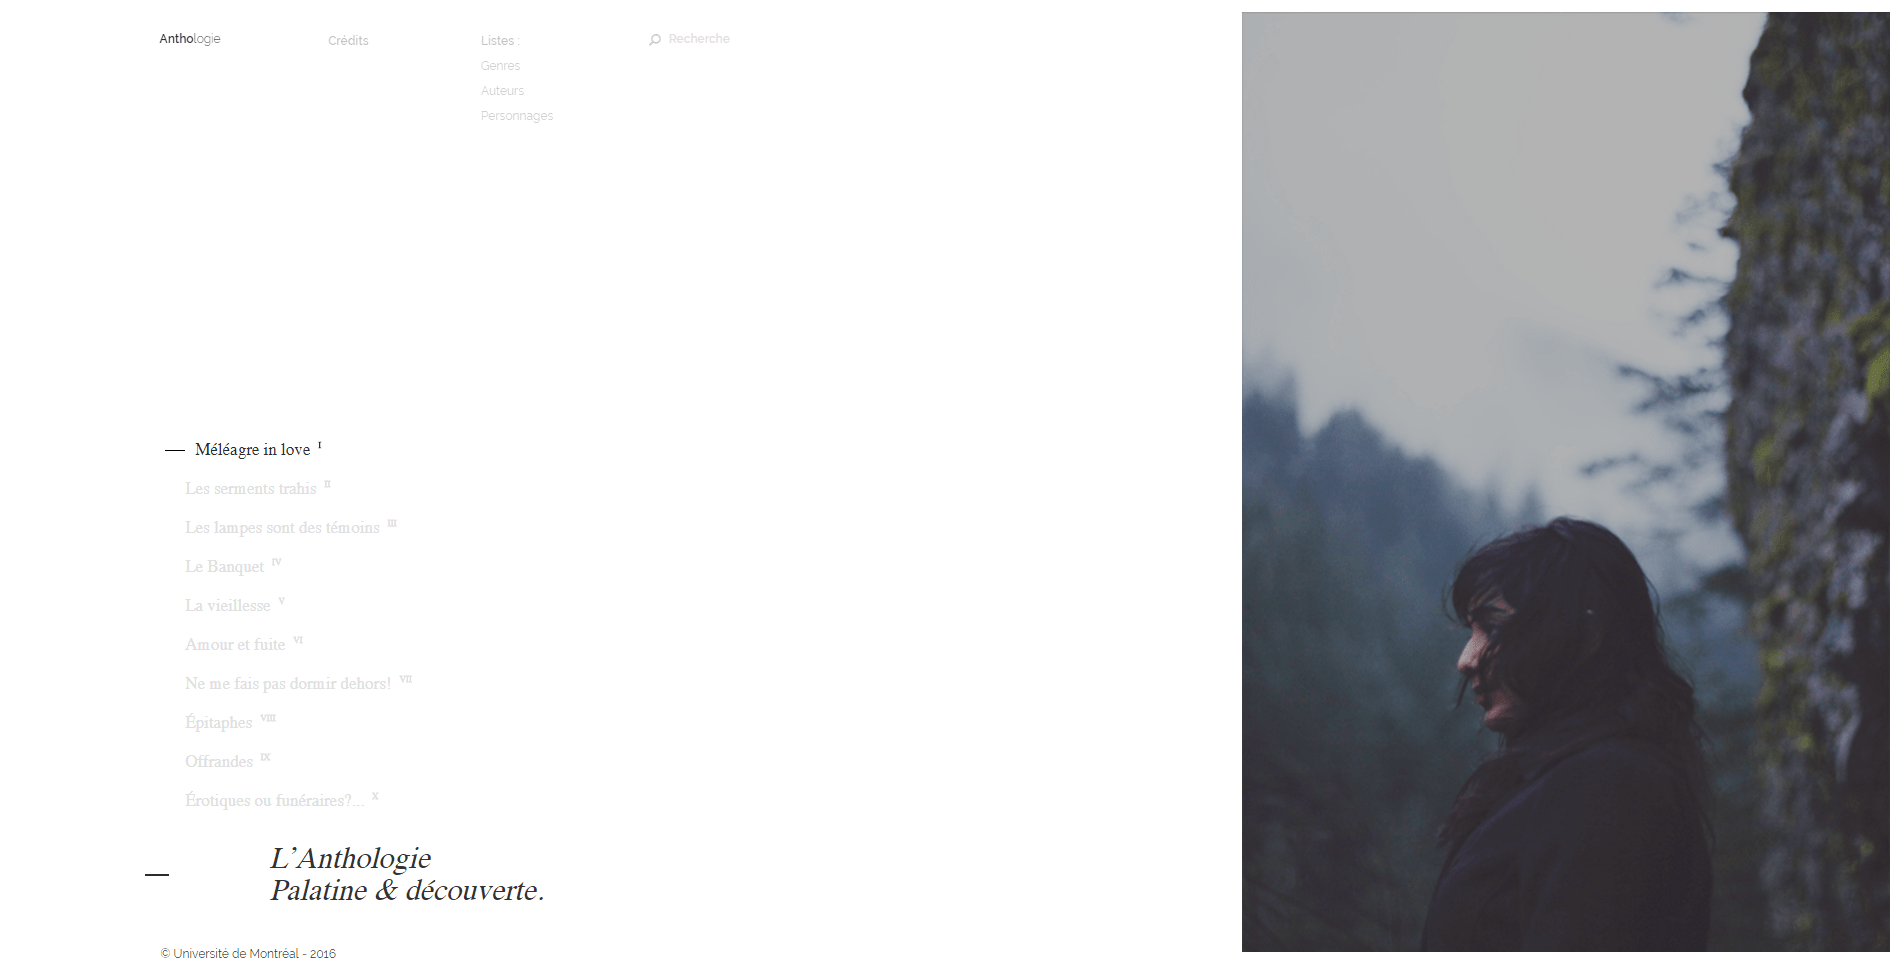 Anthologie
Crédits
Listes :
Genres
Auteurs
Personnages
Recherche
Méléagre in love I
Les serments trahis II
Les lampes sont des témoins III
Le Banquet IV
La vieillesse V
Amour et fuite VI
Ne me fais pas dormir dehors! VII
Épitaphes VIII
Offrandes IX
Érotiques ou funéraires?... X
L’Anthologie
Palatine & découverte.
© Université de Montréal - 2016